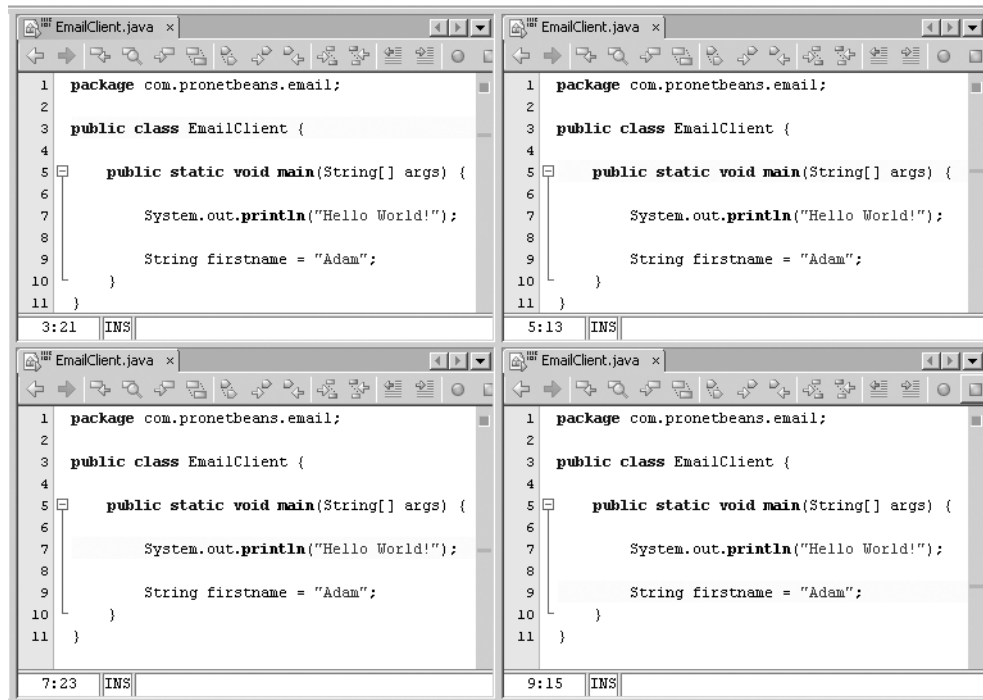 EmailClient.java x
1 package com.pronetbeans.email;
2
3 public class EmailClient {
4
5 public static void main(String[] args) {
6
7 System.out.println("Hello World!");
8
9 String firstname = "Adam";
10 }
11 }
3:21 INS
EmailClient.java x
1 package com.pronetbeans.email;
2
3 public class EmailClient {
4
5 public static void main(String[] args) {
6
7 System.out.println("Hello World!");
8
9 String firstname = "Adam";
10 }
11 }
5:13 INS
EmailClient.java x
1 package com.pronetbeans.email;
2
3 public class EmailClient {
4
5 public static void main(String[] args) {
6
7 System.out.println("Hello World!");
8
9 String firstname = "Adam";
10 }
11 }
7:23 INS
EmailClient.java x
1 package com.pronetbeans.email;
2
3 public class EmailClient {
4
5 public static void main(String[] args) {
6
7 System.out.println("Hello World!");
8
9 String firstname = "Adam";
10 }
11 }
9:15 INS